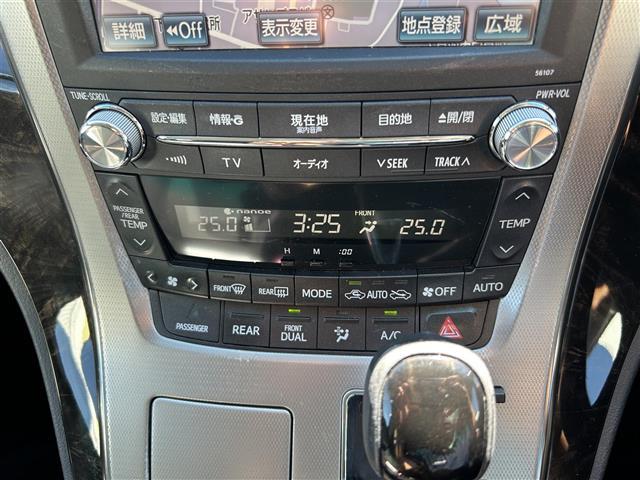 詳細 ◀◀Off 所 表示変更 地点登録 広域
56107
TUNE•SCROLL PWR•VOL
設定・編集 情報・G 現在地 案内音声 目的地 ▲開/閉
TV オーディオ ∨SEEK TRACK∧
PASSENGER/REAR TEMP
25.0 nanoe 3:25 FRONT 25.0
TEMP
H M :00
FRONT REAR MODE AUTO OFF AUTO
PASSENGER REAR FRONT DUAL A/C